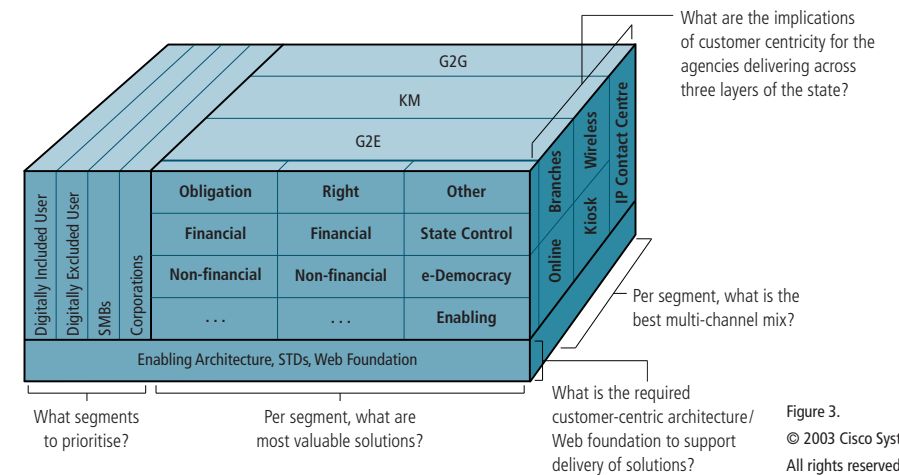 What are the implications
of customer centricity for the
agencies delivering across
three layers of the state?
G2G
KM
G2E
Digitally Included User
Digitally Excluded User
SMBs
Corporations
Obligation Right Other
Financial Financial State Control
Non-financial Non-financial e-Democracy
. . . . . . Enabling
Branches
Online
Wireless
Kiosk
IP Contact Centre
Enabling Architecture, STDs, Web Foundation
Per segment, what is the
best multi-channel mix?
What segments
to prioritise?
Per segment, what are
most valuable solutions?
What is the required
customer-centric architecture/
Web foundation to support
delivery of solutions?
Figure 3.
© 2003 Cisco Syst
All rights reserved